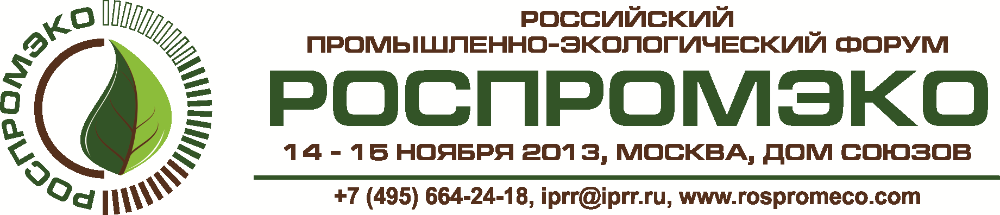 РОСПРОМЭКО
РОССИЙСКИЙ
ПРОМЫШЛЕННО-ЭКОЛОГИЧЕСКИЙ ФОРУМ
РОСПРОМЭКО
14 - 15 НОЯБРЯ 2013, МОСКВА, ДОМ СОЮЗОВ
+7 (495) 664-24-18, iprr@iprr.ru, www.rospromeco.com